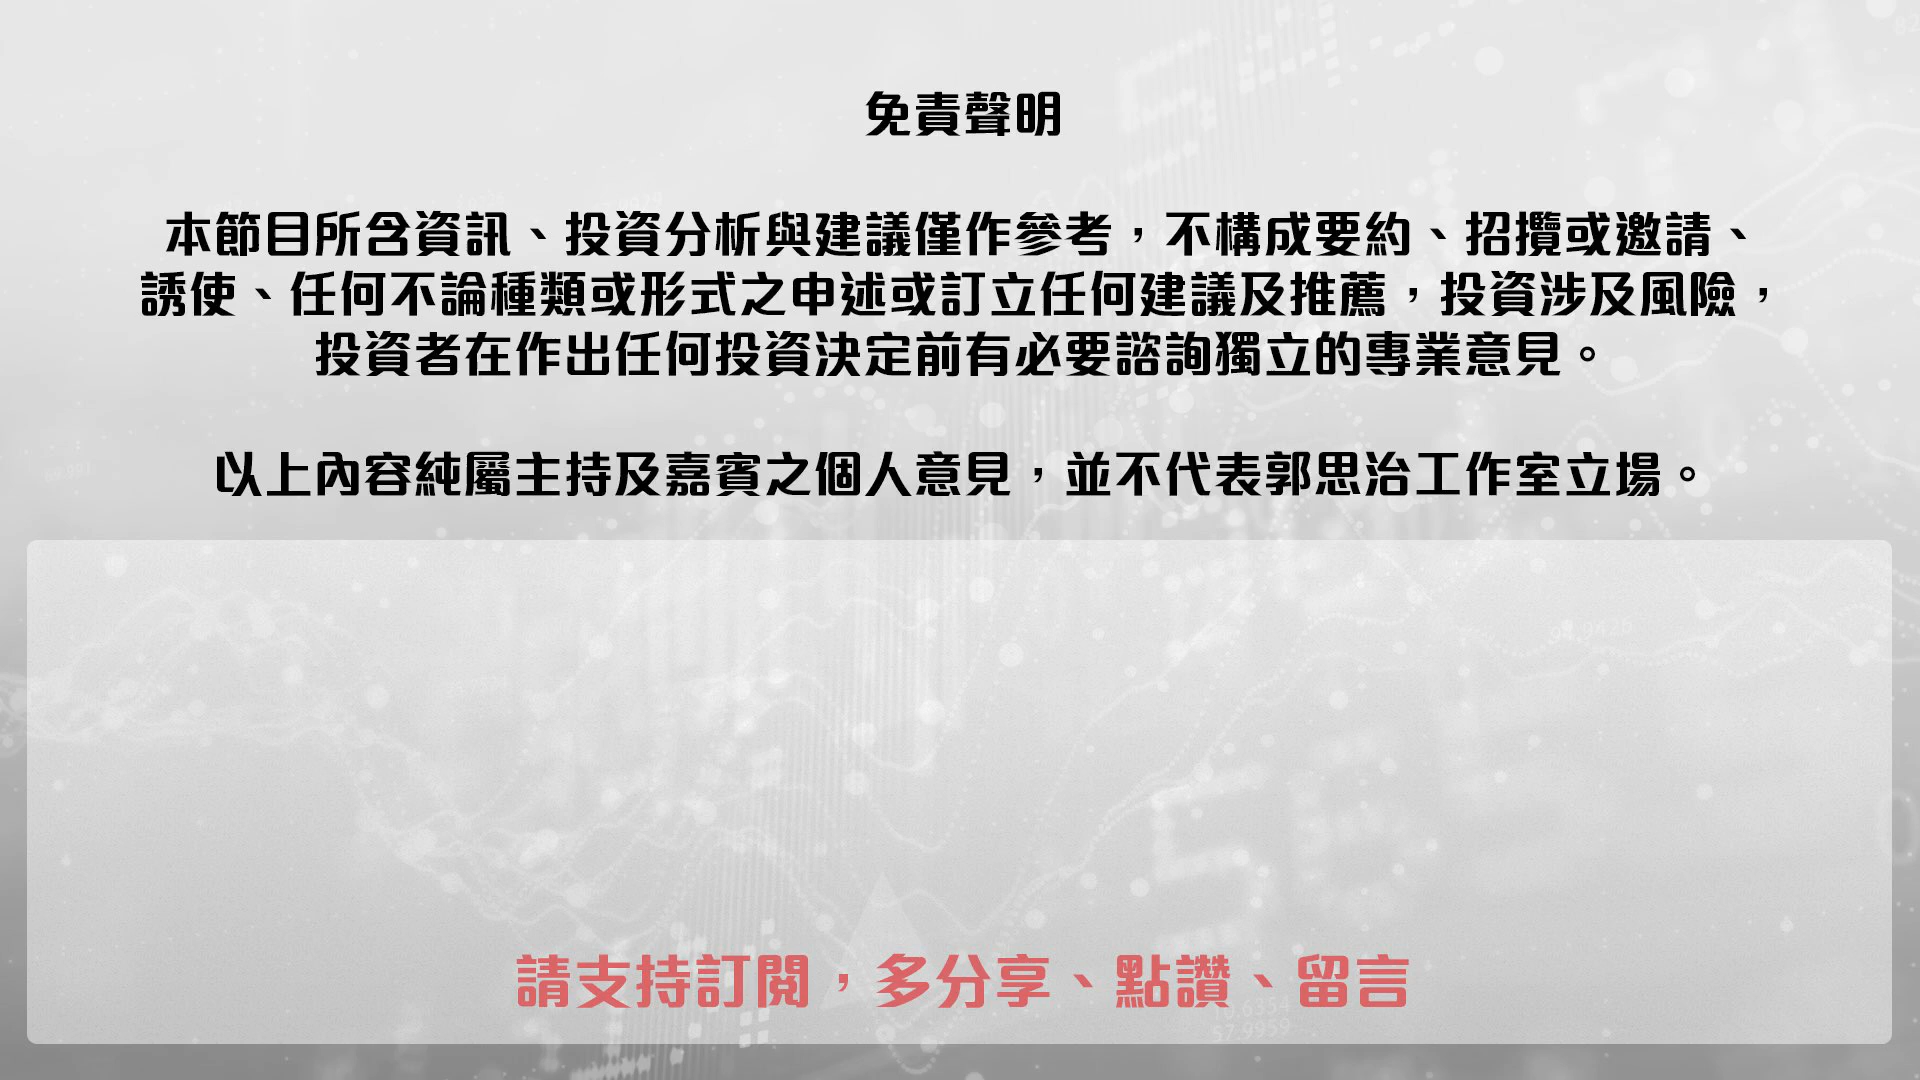 免責聲明
本節目所含資訊、投資分析與建議僅作參考，不構成要約、招攬或邀請、
誘使、任何不論種類或形式之申述或訂立任何建議及推薦，投資涉及風險，
投資者在作出任何投資決定前有必要諮詢獨立的專業意見。
以上內容純屬主持及嘉賓之個人意見，並不代表郭思治工作室立場。
請支持訂閱，多分享、點讚、留言
57.9959